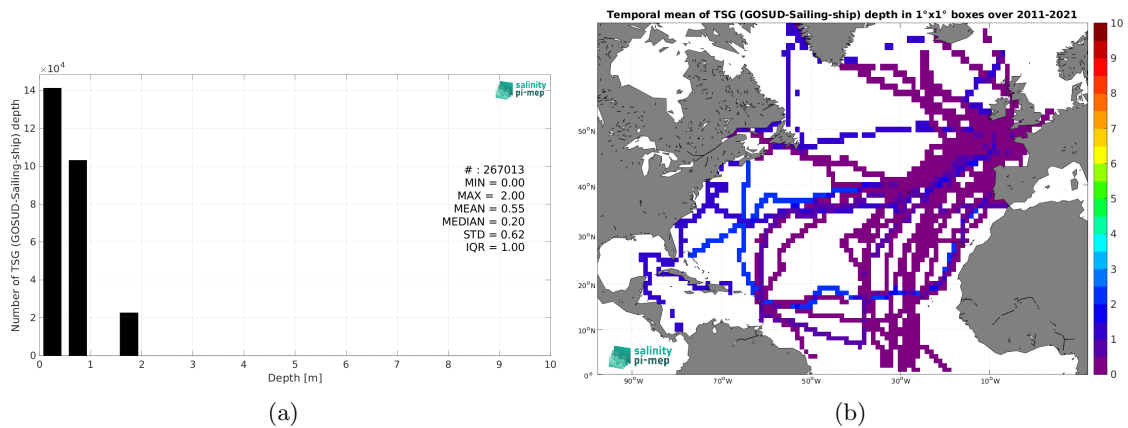 ×10⁴
salinity
pi-mep
14
12
10
8
6
4
2
0
Number of TSG (GOSUD-Sailing-ship) depth
# : 267013
MIN = 0.00
MAX = 2.00
MEAN = 0.55
MEDIAN = 0.20
STD = 0.62
IQR = 1.00
0 1 2 3 4 5 6 7 8 9 10
Depth [m]
(a)
Temporal mean of TSG (GOSUD-Sailing-ship) depth in 1°x1° boxes over 2011-2021
50°N
40°N
30°N
20°N
10°N
0°
90°W 70°W 50°W 30°W 10°W
salinity
pi-mep
10
9
8
7
6
5
4
3
2
1
0
(b)